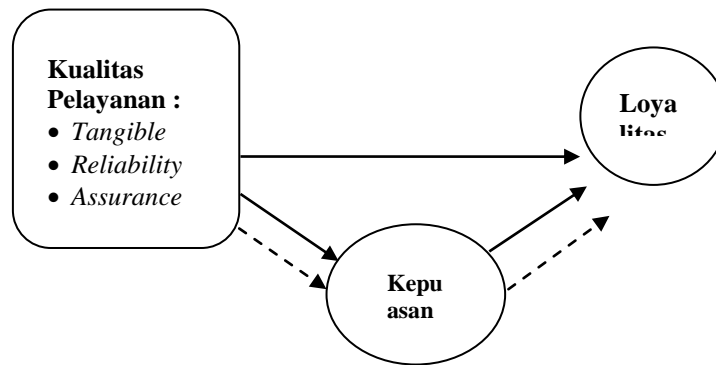 Kualitas
Pelayanan :
• Tangible
• Reliability
• Assurance
Loya
litas
Kepu
asan